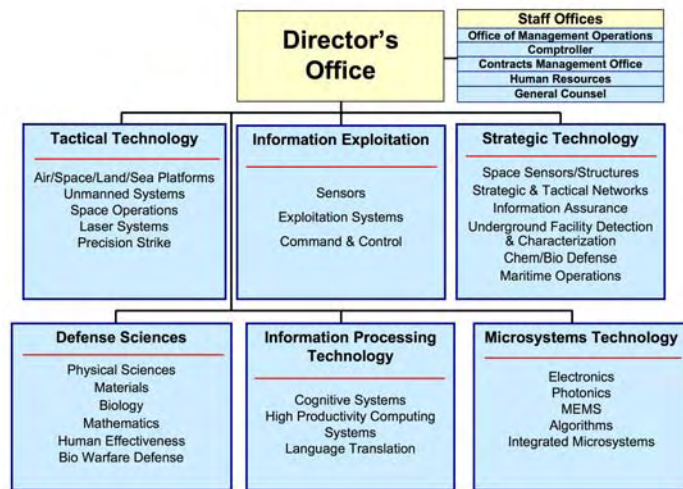 Director's
Office
Staff Offices
Office of Management Operations
Comptroller
Contracts Management Office
Human Resources
General Counsel
Tactical Technology
Air/Space/Land/Sea Platforms
Unmanned Systems
Space Operations
Laser Systems
Precision Strike
Information Exploitation
Sensors
Exploitation Systems
Command & Control
Strategic Technology
Space Sensors/Structures
Strategic & Tactical Networks
Information Assurance
Underground Facility Detection
& Characterization
Chem/Bio Defense
Maritime Operations
Defense Sciences
Physical Sciences
Materials
Biology
Mathematics
Human Effectiveness
Bio Warfare Defense
Information Processing
Technology
Cognitive Systems
High Productivity Computing
Systems
Language Translation
Microsystems Technology
Electronics
Photonics
MEMS
Algorithms
Integrated Microsystems